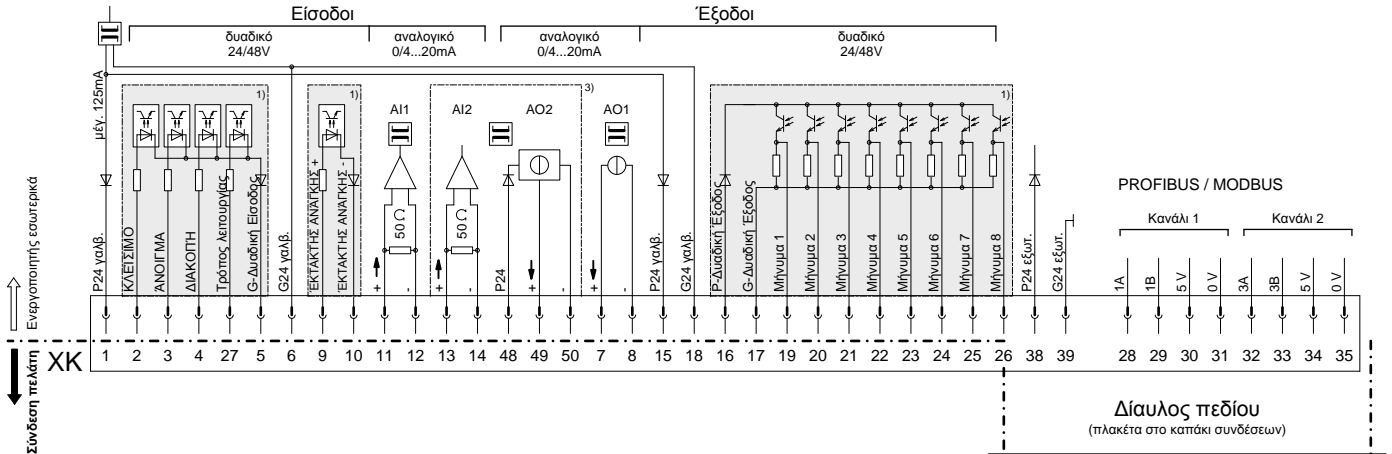 Είσοδοι
Έξοδοι
δυαδικό
24/48V
αναλογικό
0/4...20mA
αναλογικό
0/4...20mA
δυαδικό
24/48V
μέγ. 125mA
1)
1)
3)
1)
AI1
AI2
AO2
AO1
50Ω
50Ω
P24 γαλβ.
ΚΛΕΙΣΙΜΟ
ΆΝΟΙΓΜΑ
ΔΙΑΚΟΠΗ
Τρόπος λειτουργίας
G-Δυαδική Είσοδος
G24 γαλβ.
ΈΚΤΑΚΤΗΣ ΑΝΑΓΚΗΣ +
ΈΚΤΑΚΤΗΣ ΑΝΑΓΚΗΣ -
+
-
+
-
P24
+
-
+
-
P24 γαλβ.
G24 γαλβ.
P-Δυαδική Έξοδος
G-Δυαδική Έξοδος
Μήνυμα 1
Μήνυμα 2
Μήνυμα 3
Μήνυμα 4
Μήνυμα 5
Μήνυμα 6
Μήνυμα 7
Μήνυμα 8
P24 εξωτ.
G24 εξωτ.
PROFIBUS / MODBUS
Κανάλι 1
Κανάλι 2
1A
1B
5 V
0 V
3A
3B
5 V
0 V
Ενεργοποιητής εσωτερικά
Σύνδεση πελάτη
XK
1 2 3 4 27 5 6 9 10 11 12 13 14 48 49 50 7 8 15 18 16 17 19 20 21 22 23 24 25 26 38 39 28 29 30 31 32 33 34 35
Δίαυλος πεδίου
(πλακέτα στο καπάκι συνδέσεων)